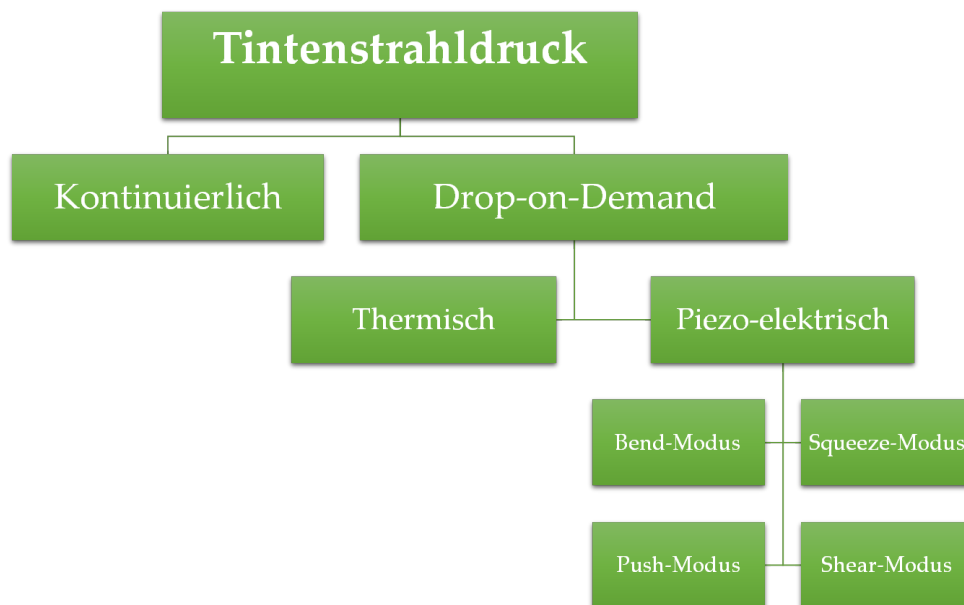 Tintenstrahldruck
Kontinuierlich
Drop-on-Demand
Thermisch
Piezo-elektrisch
Bend-Modus
Squeeze-Modus
Push-Modus
Shear-Modus